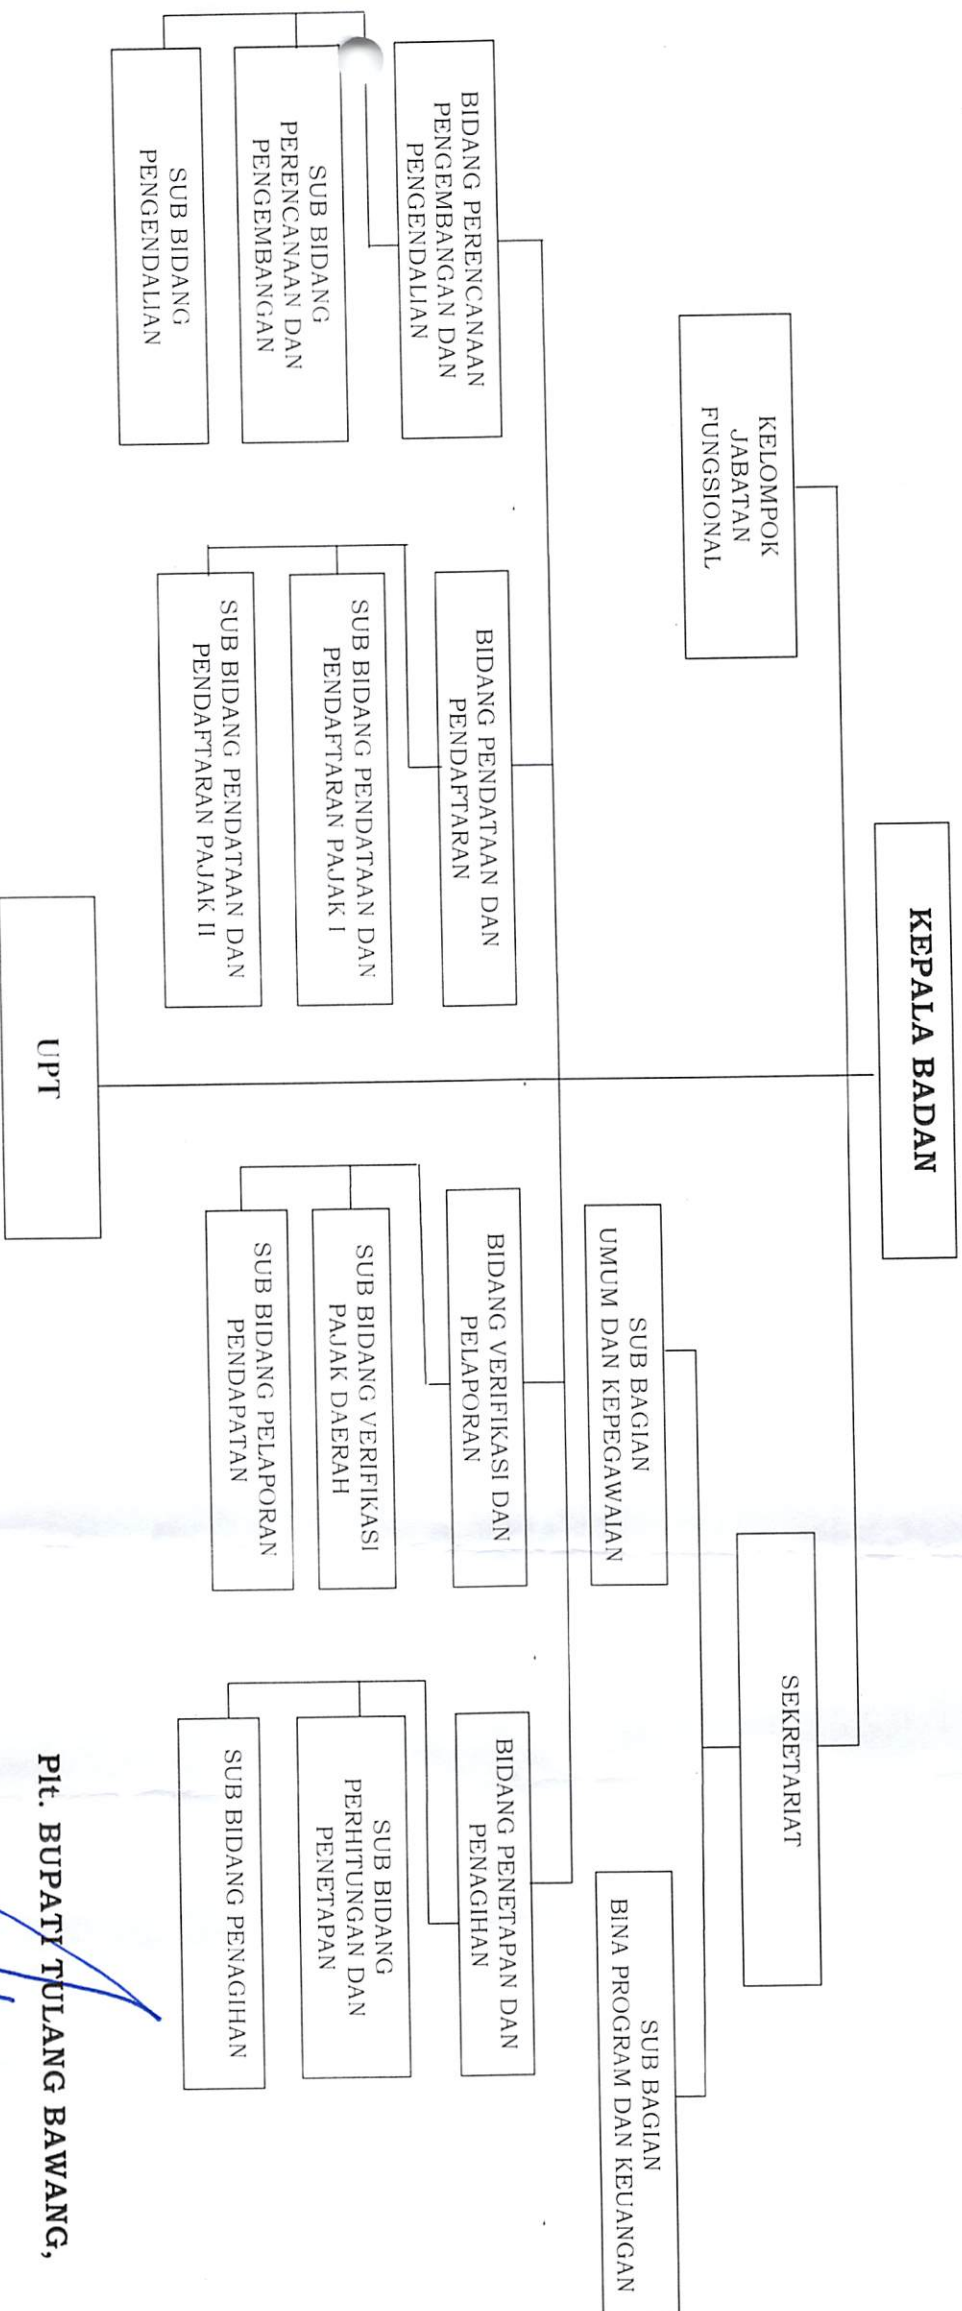 KEPALA BADAN
KELOMPOK
JABATAN
FUNGSIONAL
SEKRETARIAT
SUB BAGIAN
UMUM DAN KEPEGAWAIAN
SUB BAGIAN
BINA PROGRAM DAN KEUANGAN
BIDANG PERENCANAAN
PENGEMBANGAN DAN
PENGENDALIAN
SUB BIDANG
PERENCANAAN DAN
PENGEMBANGAN
SUB BIDANG
PENGENDALIAN
BIDANG PENDATAAN DAN
PENDAFTARAN
SUB BIDANG PENDATAAN DAN
PENDAFTARAN PAJAK I
SUB BIDANG PENDATAAN DAN
PENDAFTARAN PAJAK II
BIDANG VERIFIKASI DAN
PELAPORAN
SUB BIDANG VERIFIKASI
PAJAK DAERAH
SUB BIDANG PELAPORAN
PENDAPATAN
BIDANG PENETAPAN DAN
PENAGIHAN
SUB BIDANG
PERHITUNGAN DAN
PENETAPAN
SUB BIDANG PENAGIHAN
UPT
Plt. BUPATI TULANG BAWANG,